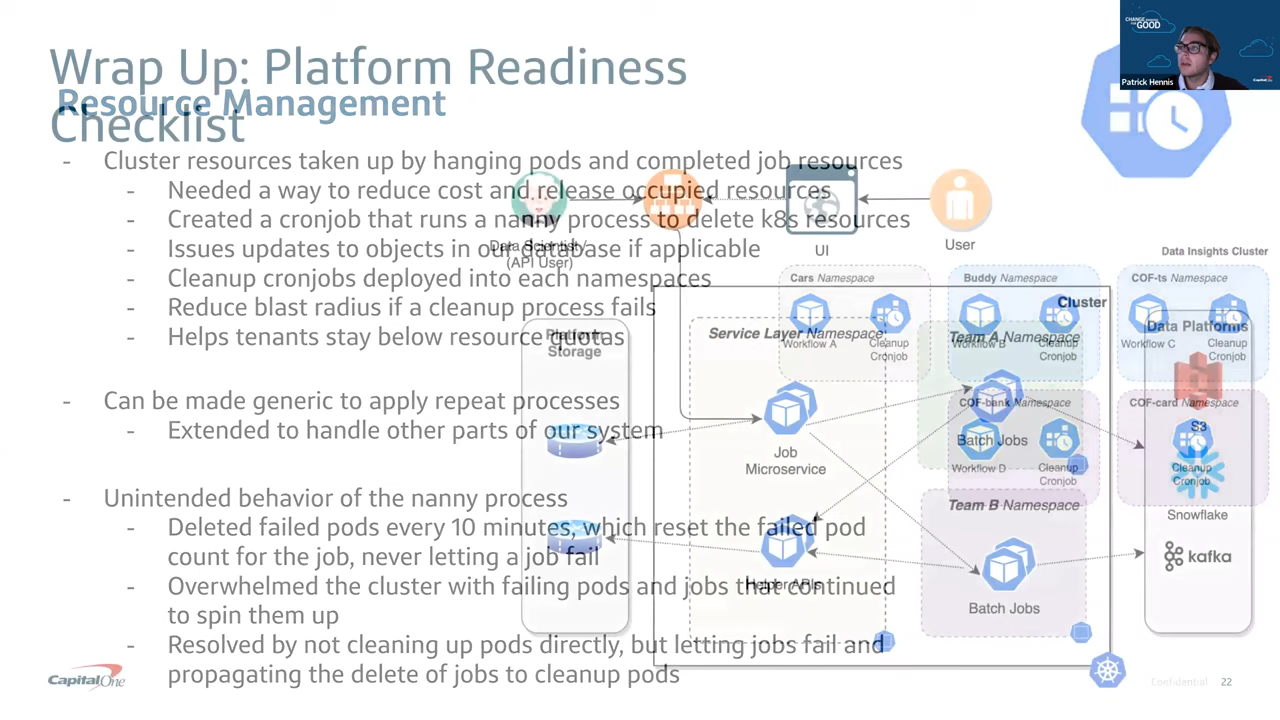 CHANGE
GOOD
CapitalOne
Patrick Hennis
Wrap Up: Platform Readiness
Checklist
Resource Management
- Cluster resources taken up by hanging pods and completed job resources
- Needed a way to reduce cost and release occupied resources
- Created a cronjob that runs a nanny process to delete k8s resources
- Issues updates to objects in our database if applicable
- Cleanup cronjobs deployed into each namespaces
- Reduce blast radius if a cleanup process fails
- Helps tenants stay below resource quotas
- Can be made generic to apply repeat processes
- Extended to handle other parts of our system
- Unintended behavior of the nanny process
- Deleted failed pods every 10 minutes, which reset the failed pod
count for the job, never letting a job fail
- Overwhelmed the cluster with failing pods and jobs that continued
to spin them up
- Resolved by not cleaning up pods directly, but letting jobs fail and
propagating the delete of jobs to cleanup pods
Data Scientist/
(API User)
UI
User
Data Insights Cluster
Cars Namespace
Workflow A
Cleanup
Cronjob
Buddy Namespace
Workflow B
Cleanup
Cronjob
COF-ts Namespace
Workflow C
Cleanup
Cronjob
COF-bank Namespace
Workflow D
Cleanup
Cronjob
COF-card Namespace
Cleanup
Cronjob
Cluster
Platform
Storage
Service Layer Namespace
Job
Microservice
Helper APIs
Team A Namespace
Batch Jobs
Team B Namespace
Batch Jobs
Data Platforms
S3
Snowflake
kafka
CapitalOne
Confidential 22